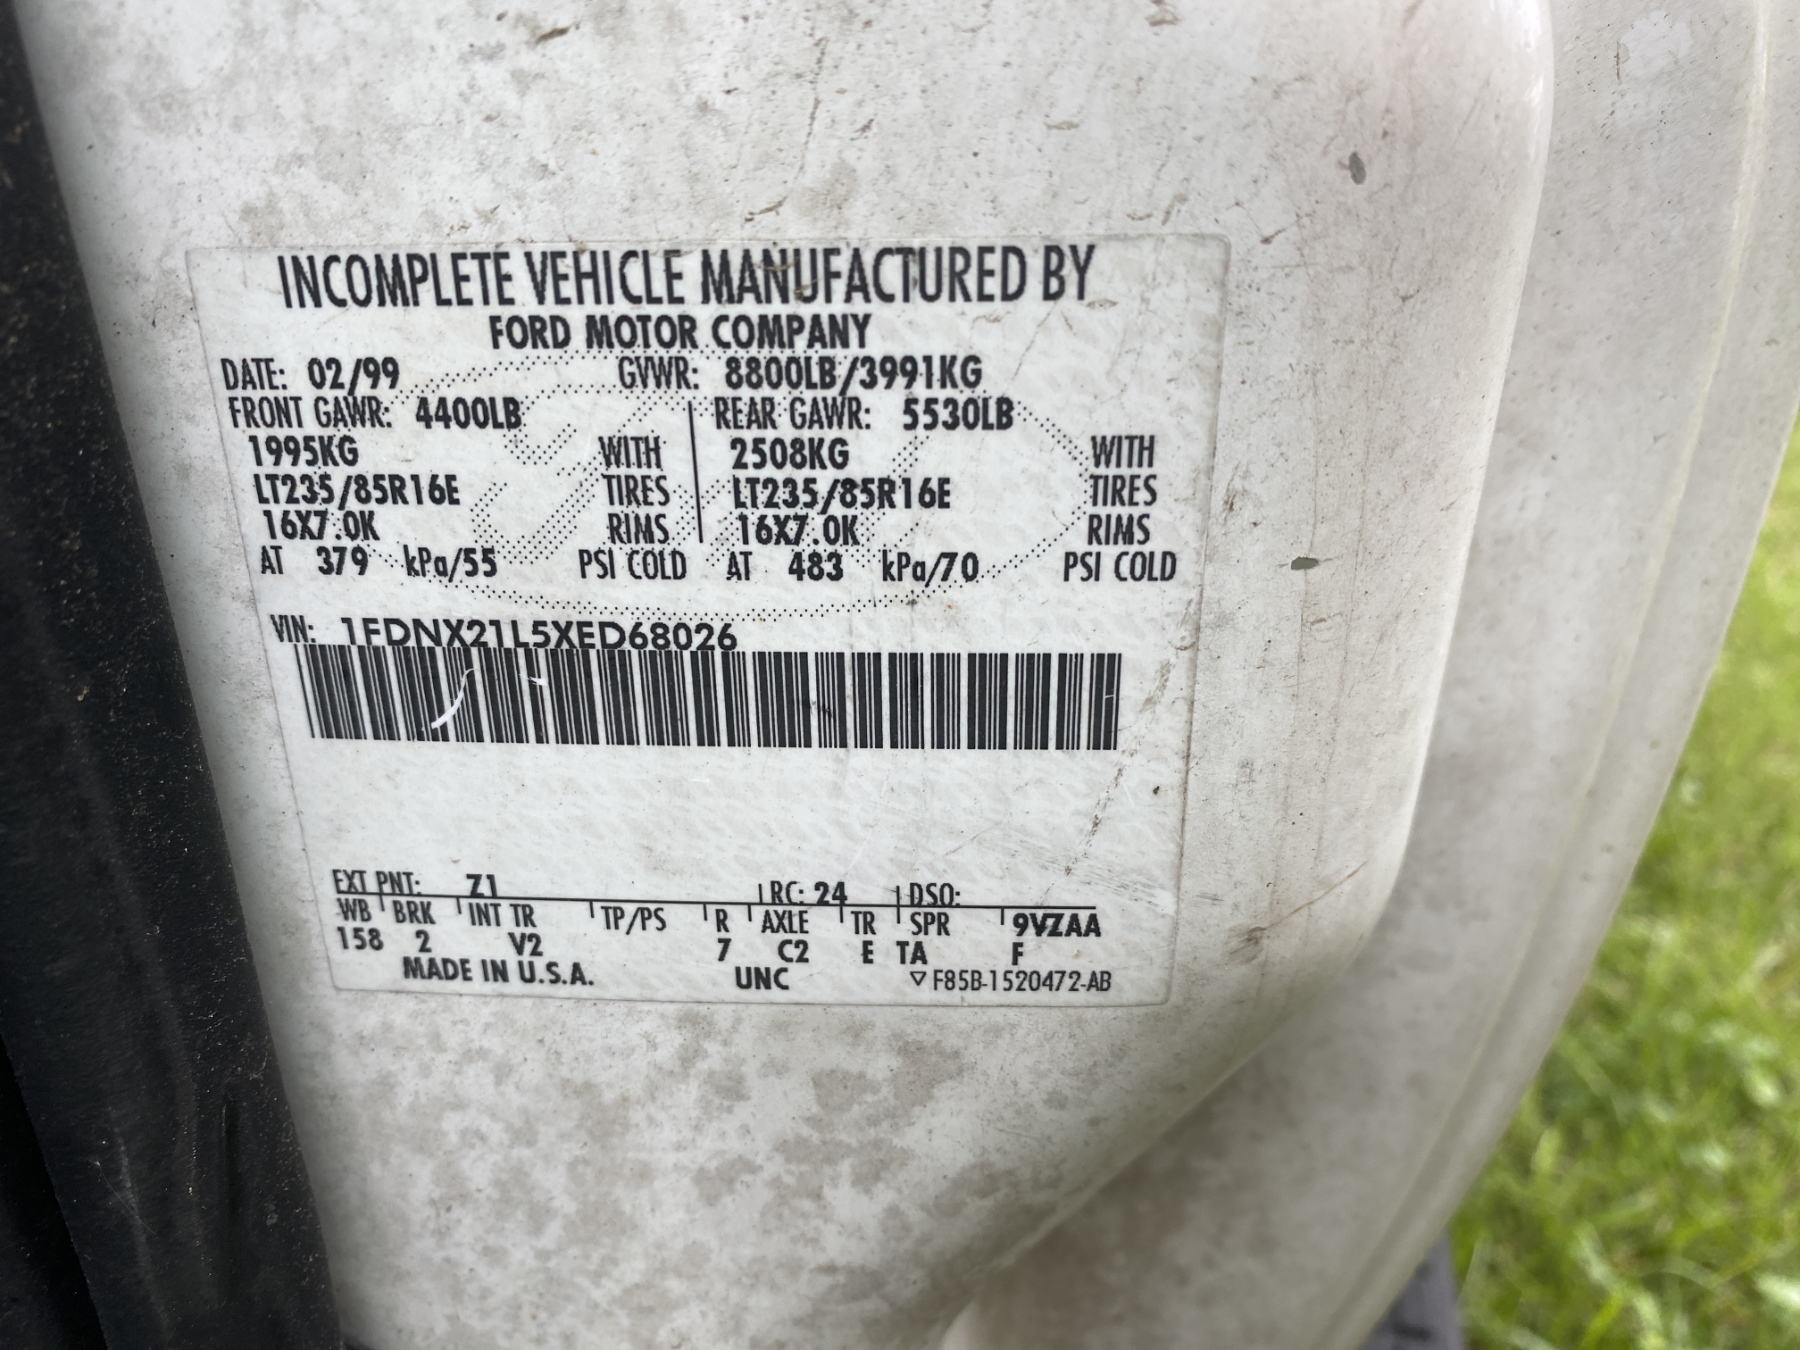 INCOMPLETE VEHICLE MANUFACTURED BY
FORD MOTOR COMPANY
DATE: 02/99 GVWR: 8800LB/3991KG
FRONT GAWR: 4400LB REAR GAWR: 5530LB
1995KG WITH 2508KG WITH
LT235/85R16E TIRES LT235/85R16E TIRES
16X7.0K RIMS 16X7.0K RIMS
AT 379 kPa/55 PSI COLD AT 483 kPa/70 PSI COLD
VIN: 1FDNX21L5XED68026
EXT PNT: Z1 RC: 24 DSO:
WB BRK INT TR TP/PS R AXLE TR SPR 9VZAA
158 2 V2 7 C2 E TA F
MADE IN U.S.A. UNC ▽ F85B-1520472-AB